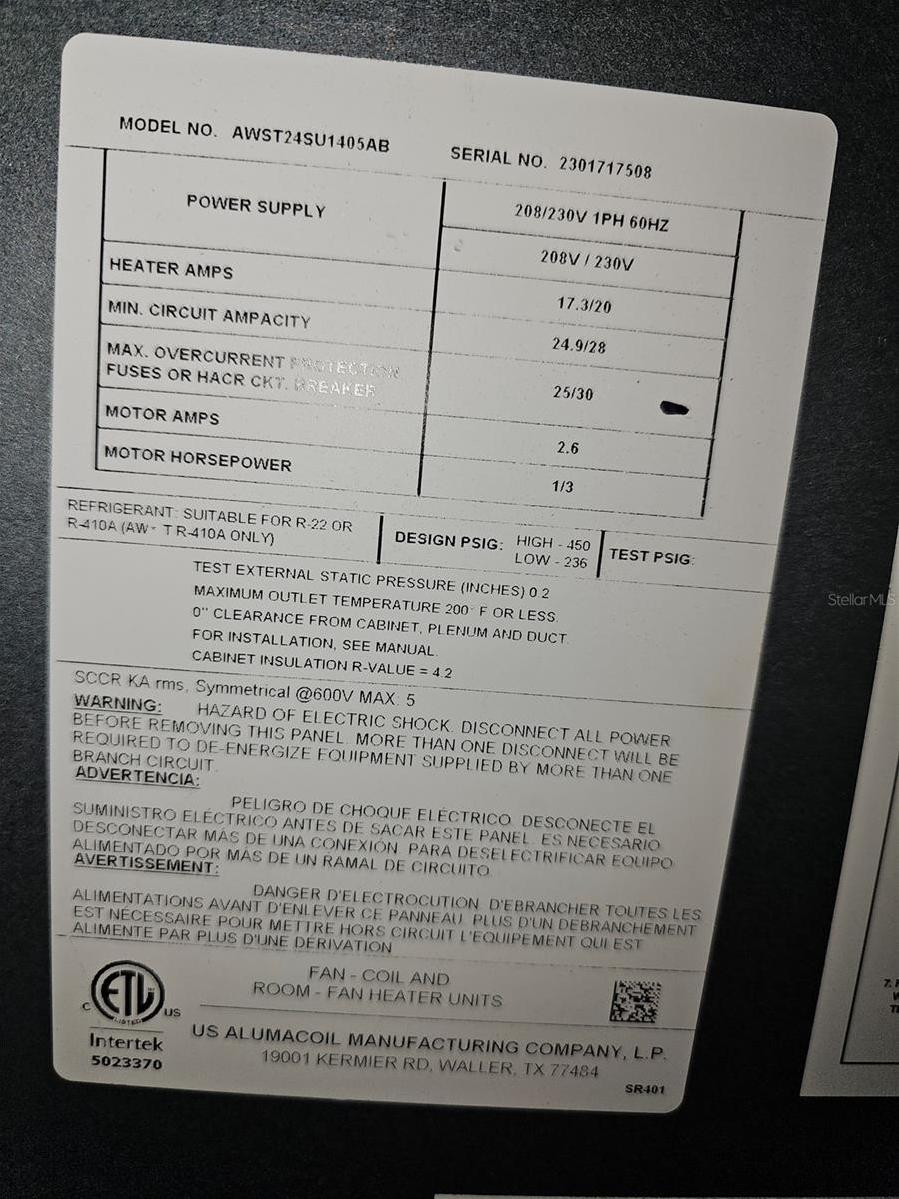 MODEL NO. AWST24SU1405AB SERIAL NO. 2301717508
POWER SUPPLY 208/230V 1PH 60HZ
208V / 230V
HEATER AMPS 17.3/20
MIN. CIRCUIT AMPACITY 24.9/28
MAX. OVERCURRENT PROTECTION
FUSES OR HACR CKT. BREAKER 25/30
MOTOR AMPS 2.6
MOTOR HORSEPOWER 1/3
REFRIGERANT: SUITABLE FOR R-22 OR
R-410A (AW- T R-410A ONLY)
DESIGN PSIG: HIGH - 450
LOW - 236
TEST PSIG:
TEST EXTERNAL STATIC PRESSURE (INCHES) 0.2
MAXIMUM OUTLET TEMPERATURE 200° F OR LESS.
0" CLEARANCE FROM CABINET, PLENUM AND DUCT.
FOR INSTALLATION, SEE MANUAL.
CABINET INSULATION R-VALUE = 4.2
SCCR KA rms, Symmetrical @600V MAX: 5
WARNING: HAZARD OF ELECTRIC SHOCK. DISCONNECT ALL POWER
BEFORE REMOVING THIS PANEL. MORE THAN ONE DISCONNECT WILL BE
REQUIRED TO DE-ENERGIZE EQUIPMENT SUPPLIED BY MORE THAN ONE
BRANCH CIRCUIT.
ADVERTENCIA:
PELIGRO DE CHOQUE ELÉCTRICO. DESCONECTE EL
SUMINISTRO ELÉCTRICO ANTES DE SACAR ESTE PANEL. ES NECESARIO
DESCONECTAR MÁS DE UNA CONEXIÓN. PARA DESELECTRIFICAR EQUIPO
ALIMENTADO POR MÁS DE UN RAMAL DE CIRCUITO.
AVERTISSEMENT:
DANGER D'ELECTROCUTION. D'EBRANCHER TOUTES LES
ALIMENTATIONS AVANT D'ENLEVER CE PANNEAU. PLUS D'UN DEBRANCHEMENT
EST NÉCESSAIRE POUR METTRE HORS CIRCUIT L'EQUIPEMENT QUI EST
ALIMENTE PAR PLUS D'UNE DERIVATION
FAN - COIL AND
ROOM - FAN HEATER UNITS
C ETL US
LISTED
Intertek
5023370
US ALUMACOIL MANUFACTURING COMPANY, L.P.
19001 KERMIER RD, WALLER, TX 77484
SR401
StellarMLS
7.